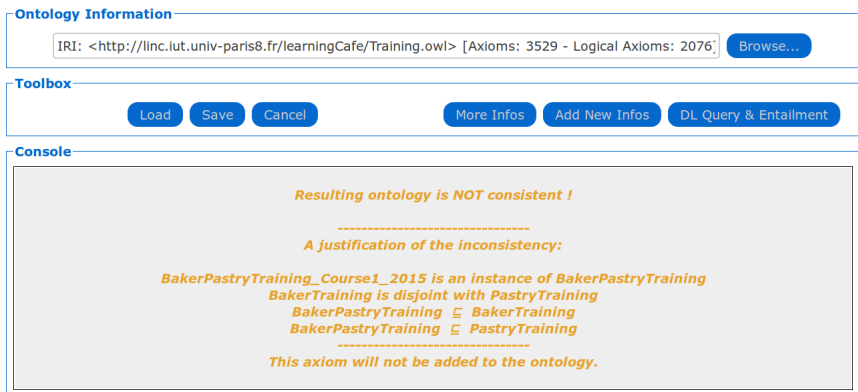 Ontology Information
IRI: <http://linc.iut.univ-paris8.fr/learningCafe/Training.owl> [Axioms: 3529 - Logical Axioms: 2076]
Browse...
Toolbox
Load Save Cancel More Infos Add New Infos DL Query & Entailment
Console
Resulting ontology is NOT consistent !
--------------------------------
A justification of the inconsistency:
BakerPastryTraining_Course1_2015 is an instance of BakerPastryTraining
BakerTraining is disjoint with PastryTraining
BakerPastryTraining ⊑ BakerTraining
BakerPastryTraining ⊑ PastryTraining
--------------------------------
This axiom will not be added to the ontology.